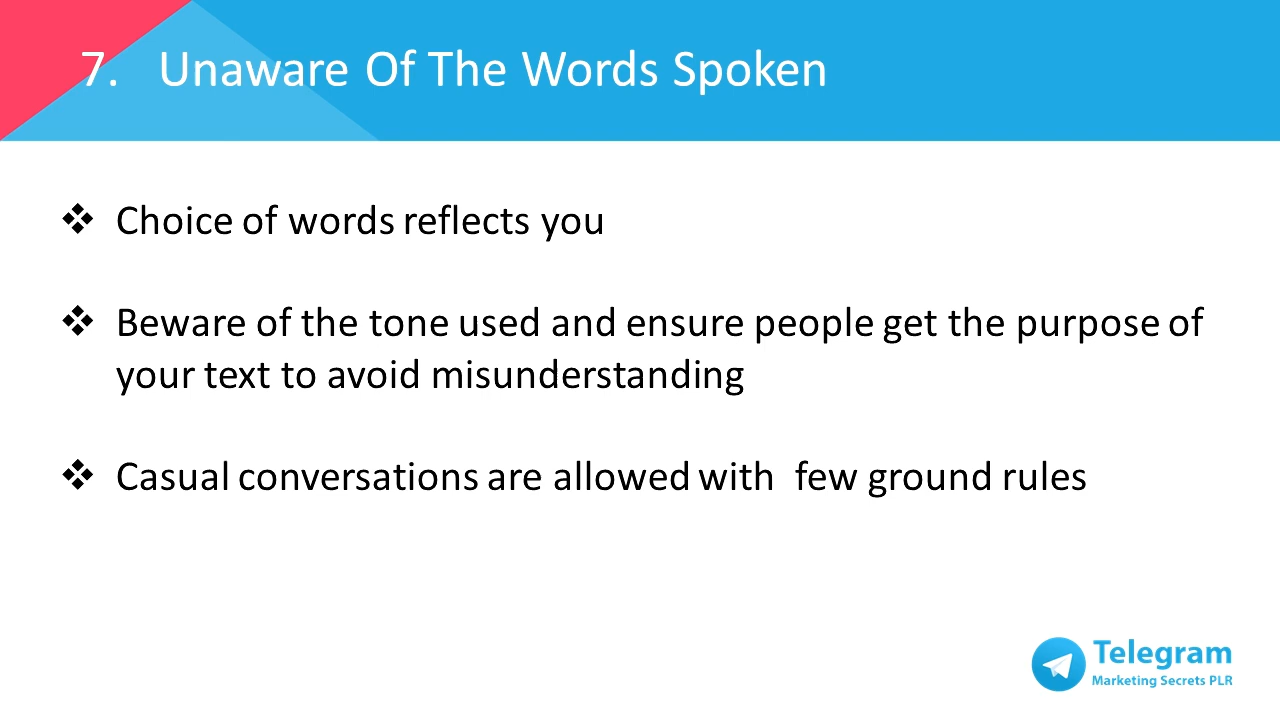 7. Unaware Of The Words Spoken
❖ Choice of words reflects you
❖ Beware of the tone used and ensure people get the purpose of
your text to avoid misunderstanding
❖ Casual conversations are allowed with  few ground rules
Telegram
Marketing Secrets PLR